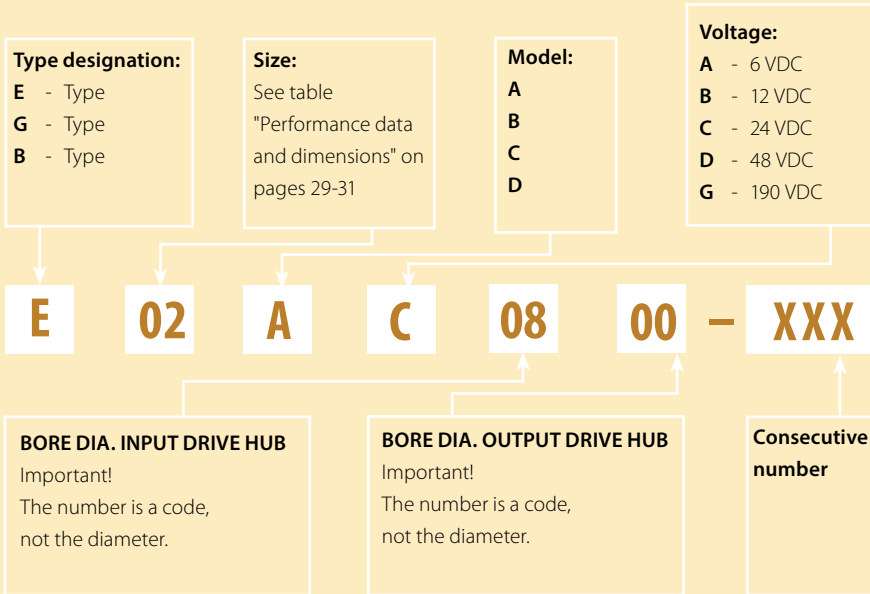 Type designation:
E - Type
G - Type
B - Type
Size:
See table
"Performance data
and dimensions" on
pages 29-31
Model:
A
B
C
D
Voltage:
A - 6 VDC
B - 12 VDC
C - 24 VDC
D - 48 VDC
G - 190 VDC
E 02 A C 08 00 – XXX
BORE DIA. INPUT DRIVE HUB
Important!
The number is a code,
not the diameter.
BORE DIA. OUTPUT DRIVE HUB
Important!
The number is a code,
not the diameter.
Consecutive
number